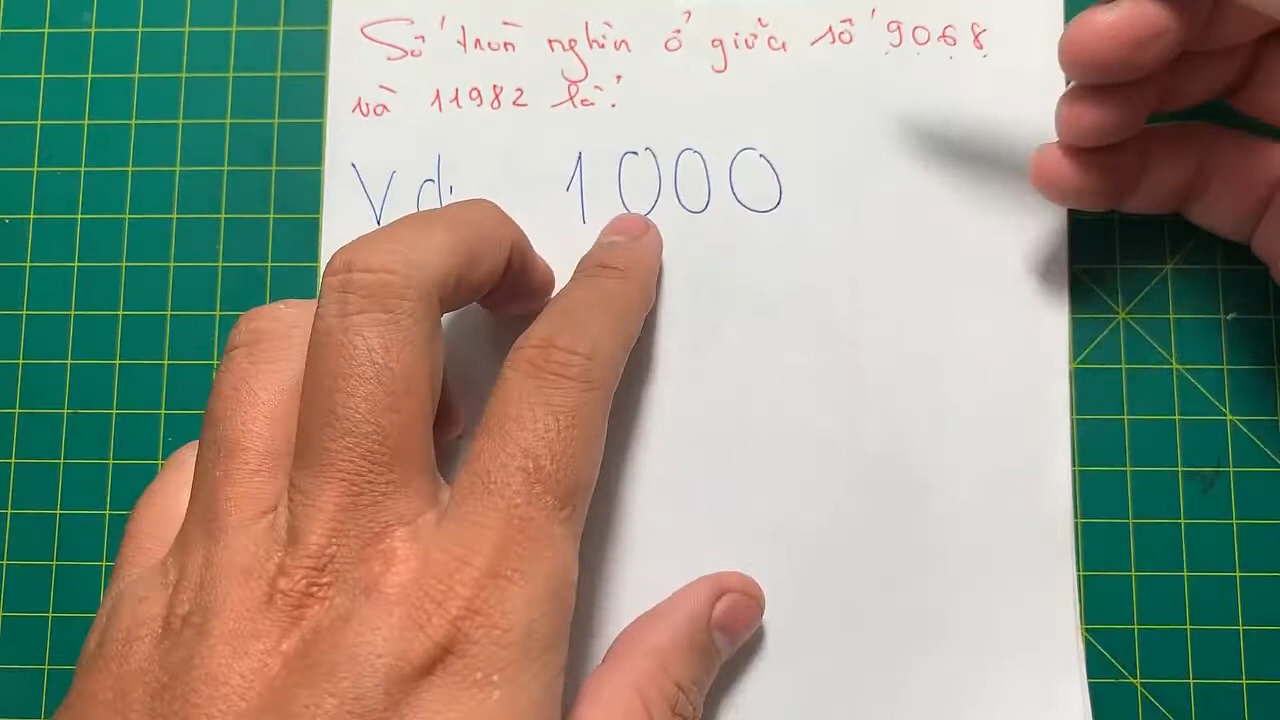 Số tròn nghìn ở giữa số 9068
và 11982 là:
Vd: 1000